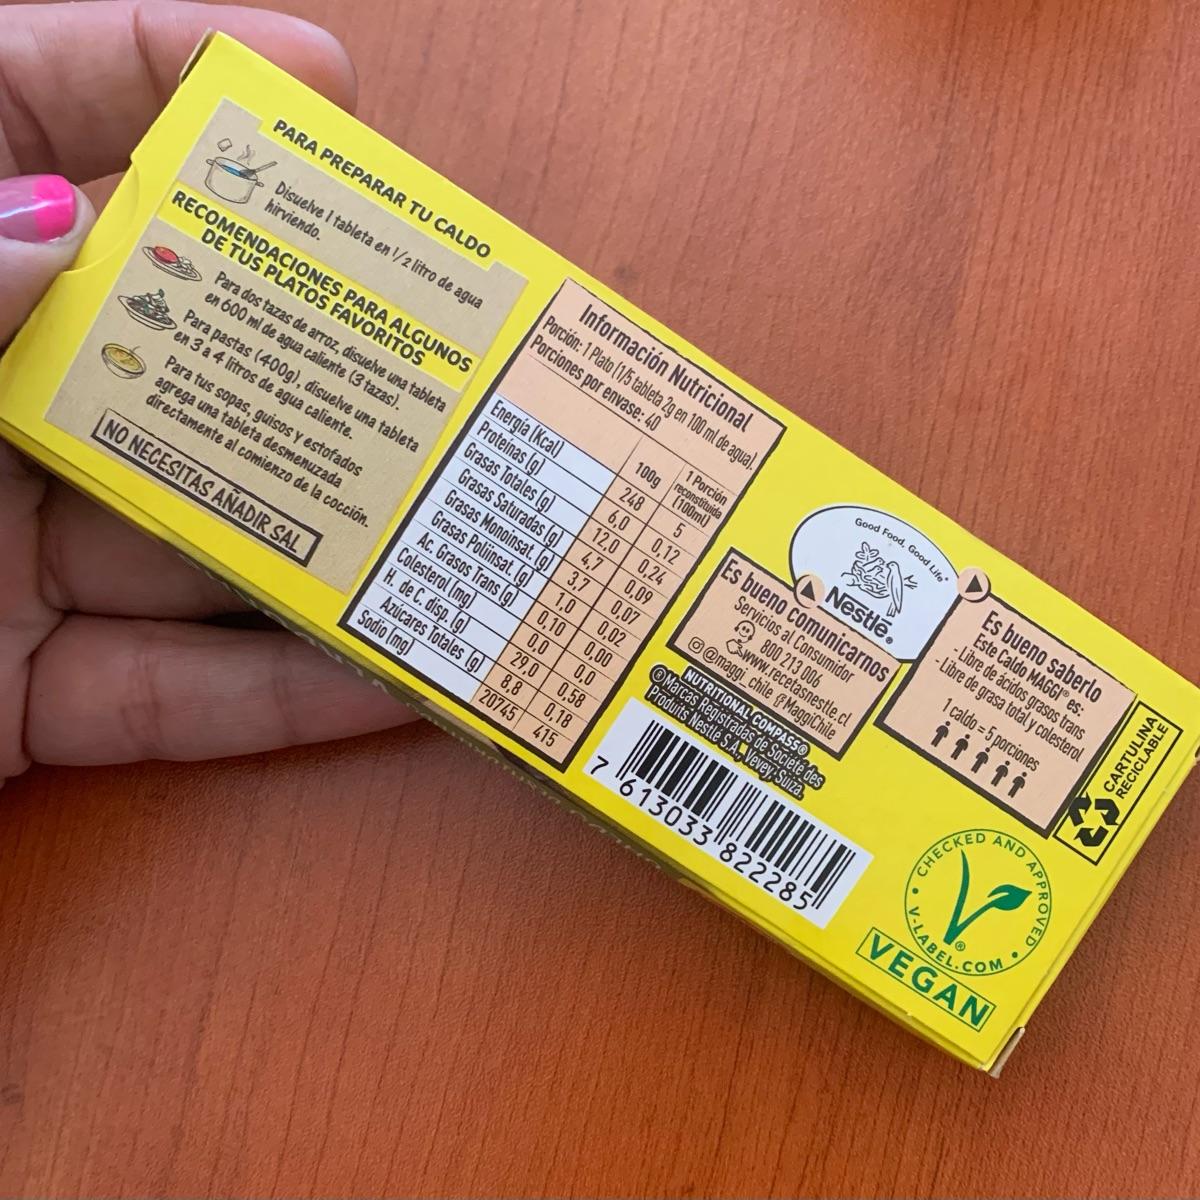 PARA PREPARAR TU CALDO
Disuelve 1 tableta en 1/2 litro de agua
hirviendo.
RECOMENDACIONES PARA ALGUNOS
DE TUS PLATOS FAVORITOS
Para dos tazas de arroz, disuelve una tableta
en 600 ml de agua caliente (3 tazas).
Para pastas (400g), disuelve una tableta
en 3 a 4 litros de agua caliente.
Para tus sopas, guisos y estofados
agrega una tableta desmenuzada
directamente al comienzo de la cocción.
NO NECESITAS AÑADIR SAL
Información Nutricional
Porción: 1 Plato (1/5 tableta 2g en 100 ml de agua).
Porciones por envase: 40
100g 1 Porción
reconstituida
(100ml)
Energía (Kcal) 248 5
Proteínas (g) 6,0 0,12
Grasas Totales (g) 12,0 0,24
Grasas Saturadas (g) 4,7 0,09
Grasas Monoinsat. (g) 3,7 0,07
Grasas Poliinsat. (g) 1,0 0,02
Ac. Grasos Trans (g) 0,10 0,00
Colesterol (mg) 0,0 0,0
H. de C. disp. (g) 29,0 0,58
Azúcares Totales (g) 8,8 0,18
Sodio (mg) 20745 415
Good Food, Good Life®
Nestlé®
Es bueno comunicarnos
Servicios al Consumidor
800 213 006
www.recetasnestle.cl
@maggi_chile MaggiChile
NUTRITIONAL COMPASS®
®Marcas Registradas de Société des
Produits Nestlé S.A., Vevey, Suiza.
7 613033 822285
Es bueno saberlo
Este Caldo MAGGI® es:
- Libre de ácidos grasos trans
- Libre de grasa total y colesterol
1 caldo = 5 porciones
CARTULINA
RECICLABLE
CHECKED AND APPROVED
• V-LABEL.COM •
®
VEGAN